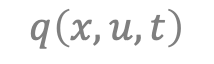 q(x, u, t)